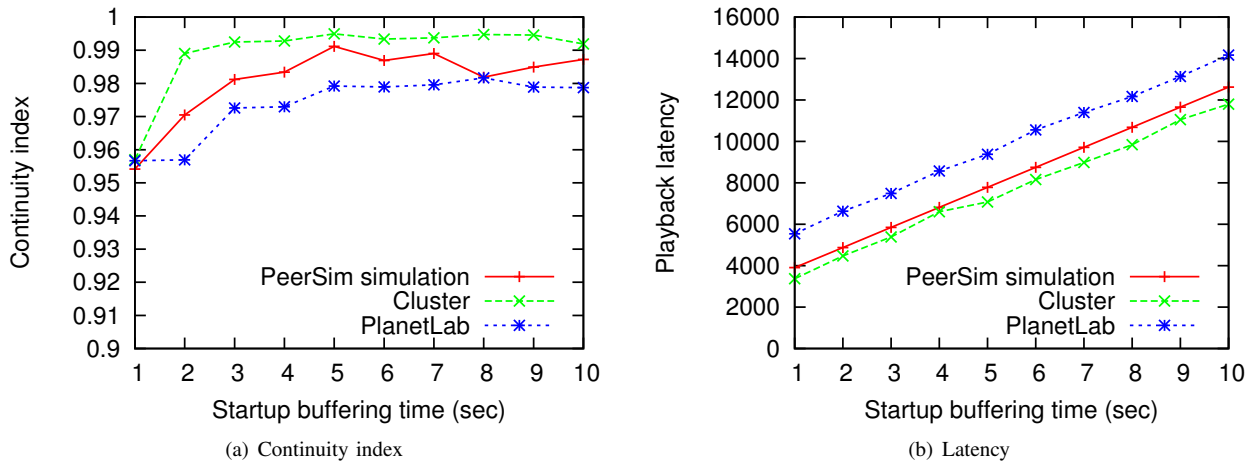 1
0.99
0.98
0.97
0.96
0.95
0.94
0.93
0.92
0.91
0.9
Continuity index
PeerSim simulation
Cluster
PlanetLab
1 2 3 4 5 6 7 8 9 10
Startup buffering time (sec)
(a) Continuity index
16000
14000
12000
10000
8000
6000
4000
2000
0
Playback latency
PeerSim simulation
Cluster
PlanetLab
1 2 3 4 5 6 7 8 9 10
Startup buffering time (sec)
(b) Latency